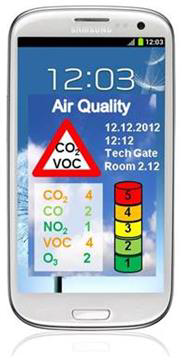 SAMSUNG
12:03
12:03
Air Quality
CO₂
VOC
12.12.2012
12:12
Tech Gate
Room 2.12
CO₂ 4
CO 2
NO₂ 1
VOC 4
O₃ 2
5
4
3
2
1